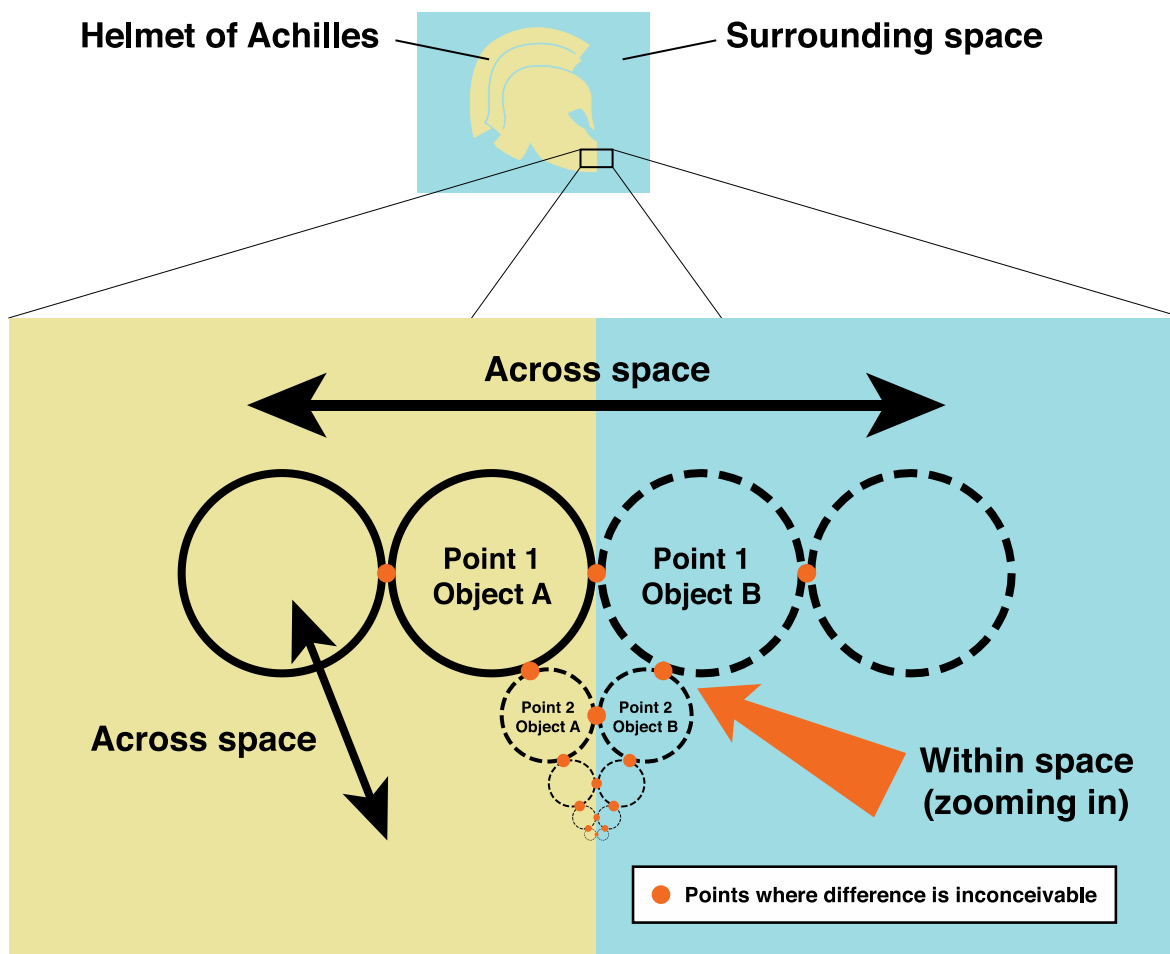 Helmet of Achilles
Surrounding space
Across space
Point 1
Object A
Point 1
Object B
Point 2
Object A
Point 2
Object B
Across space
Within space
(zooming in)
Points where difference is inconceivable